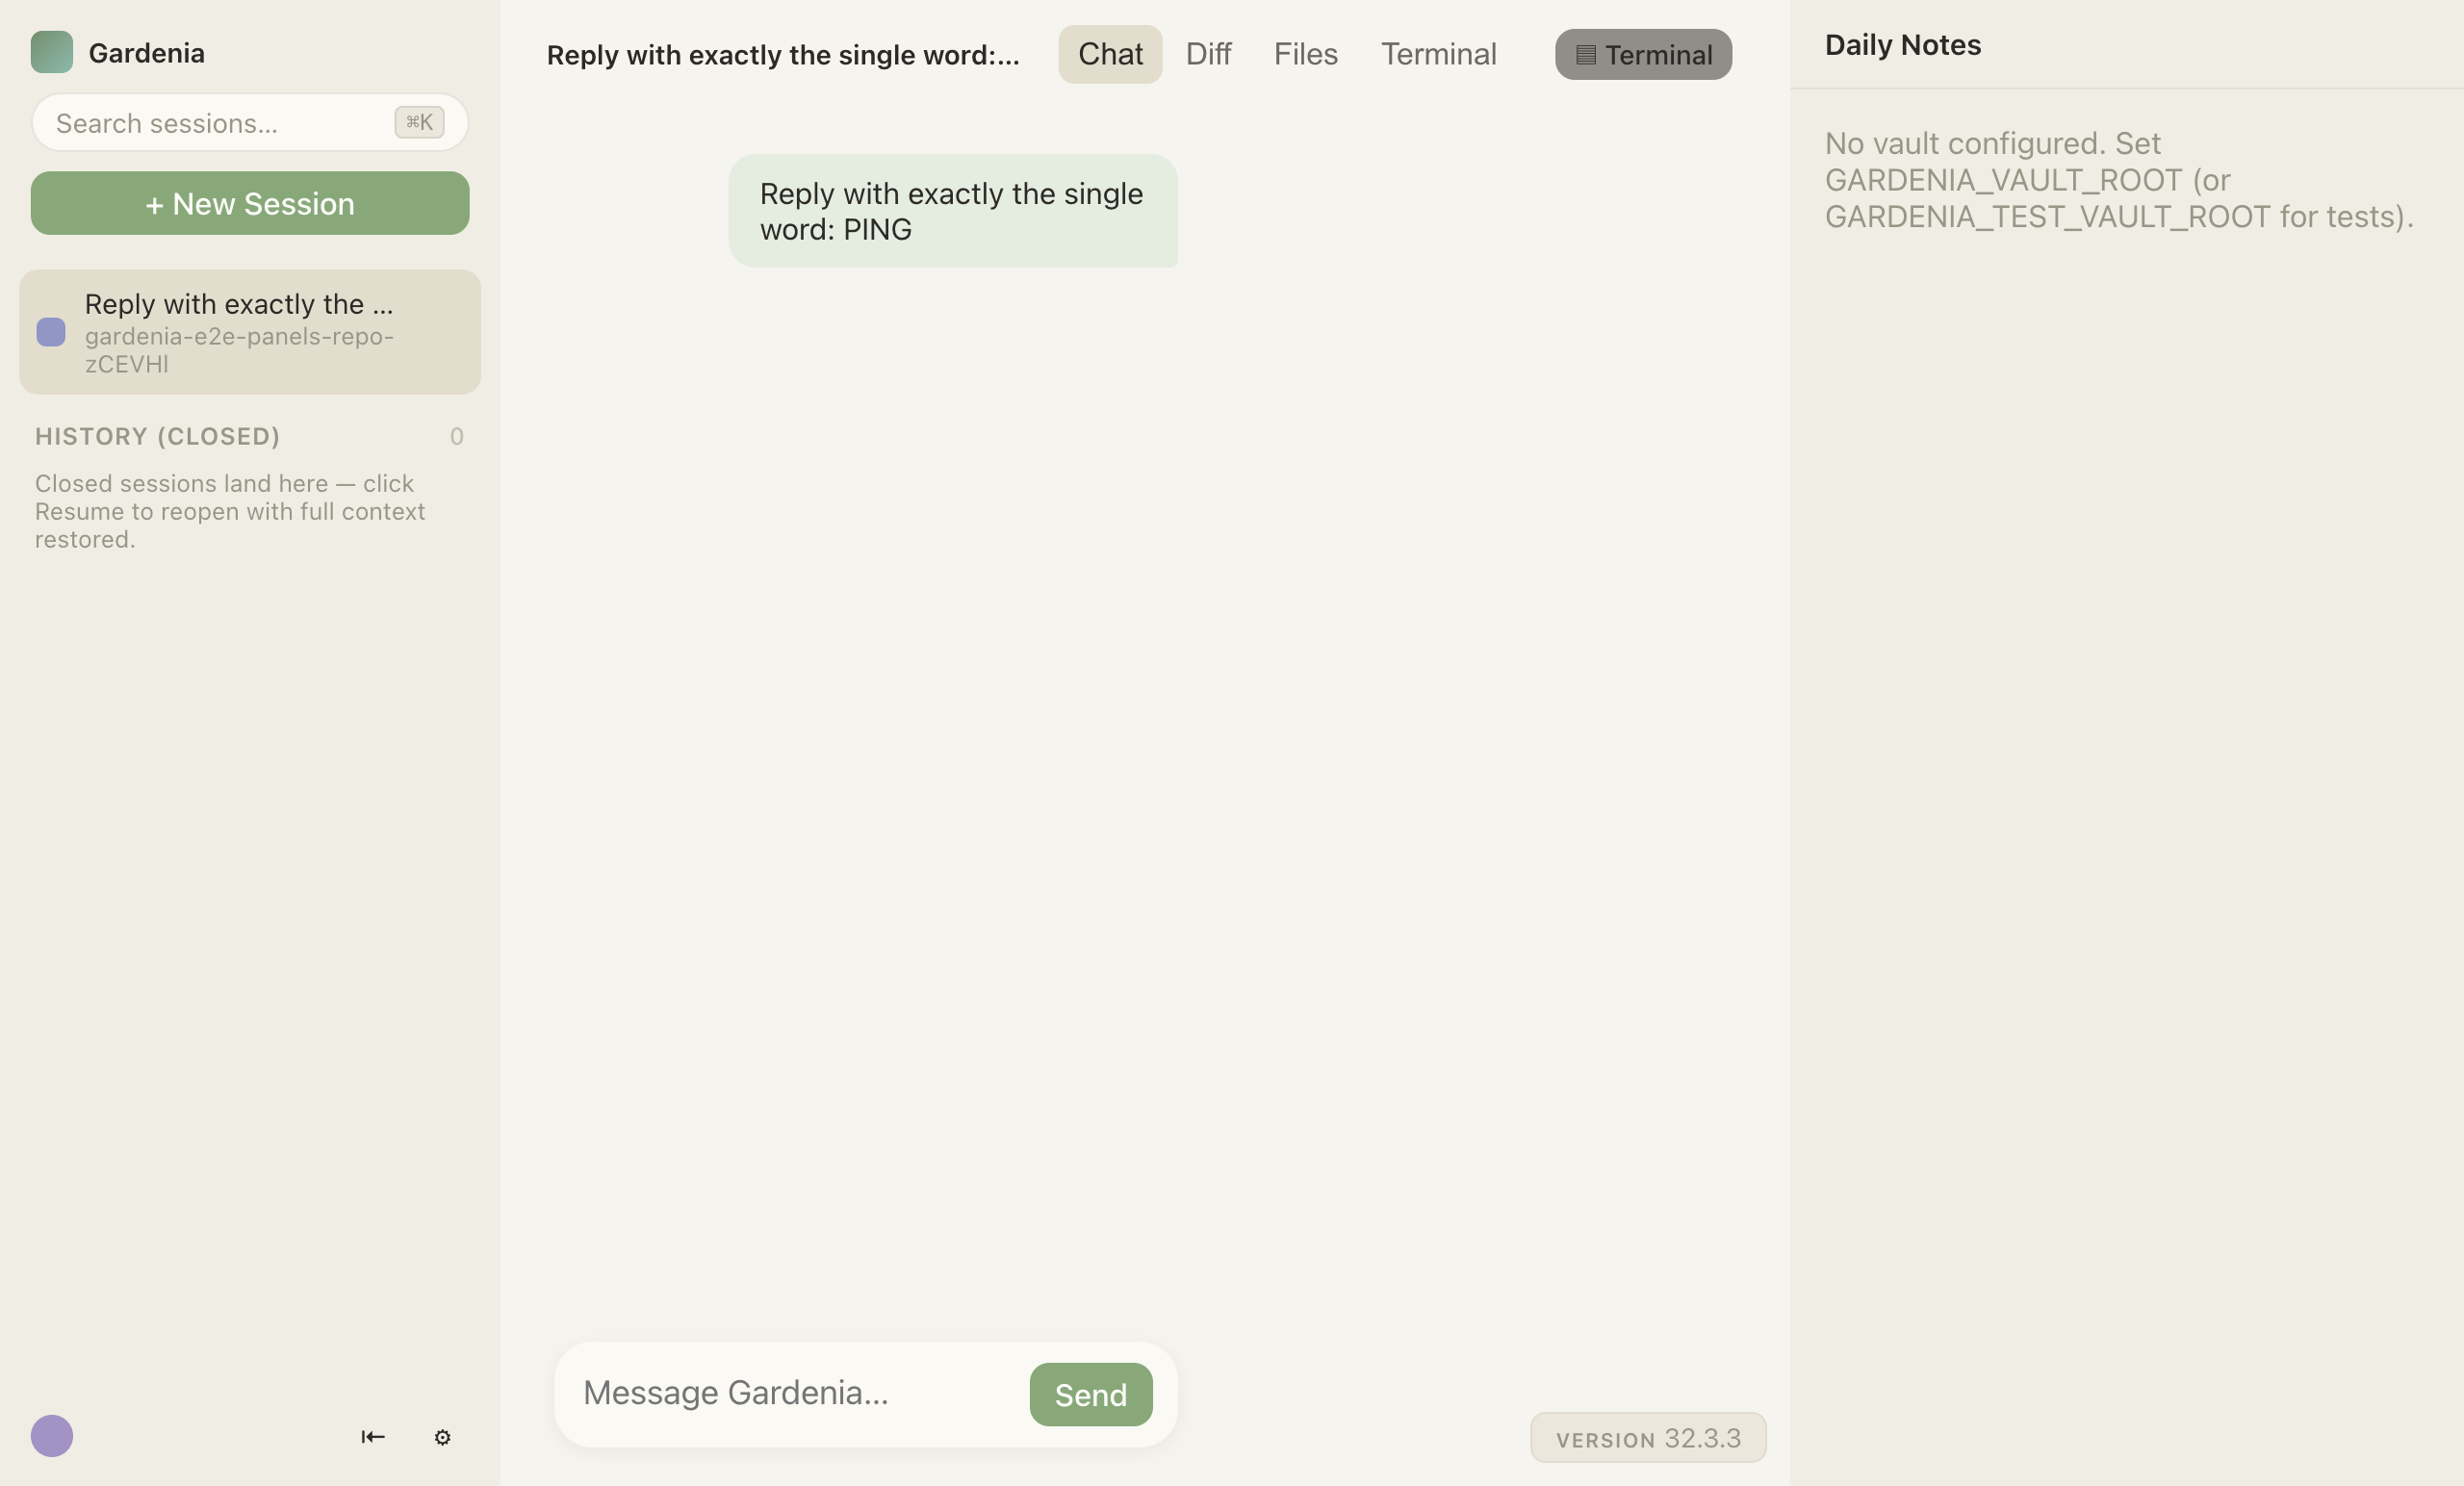 Gardenia
Search sessions...
⌘K
+ New Session
Reply with exactly the ...
gardenia-e2e-panels-repo-
zCEVHl
HISTORY (CLOSED)
0
Closed sessions land here — click
Resume to reopen with full context
restored.
Reply with exactly the single word:...
Chat
Diff
Files
Terminal
Terminal
Reply with exactly the single
word: PING
Message Gardenia...
Send
VERSION 32.3.3
Daily Notes
No vault configured. Set
GARDENIA_VAULT_ROOT (or
GARDENIA_TEST_VAULT_ROOT for tests).